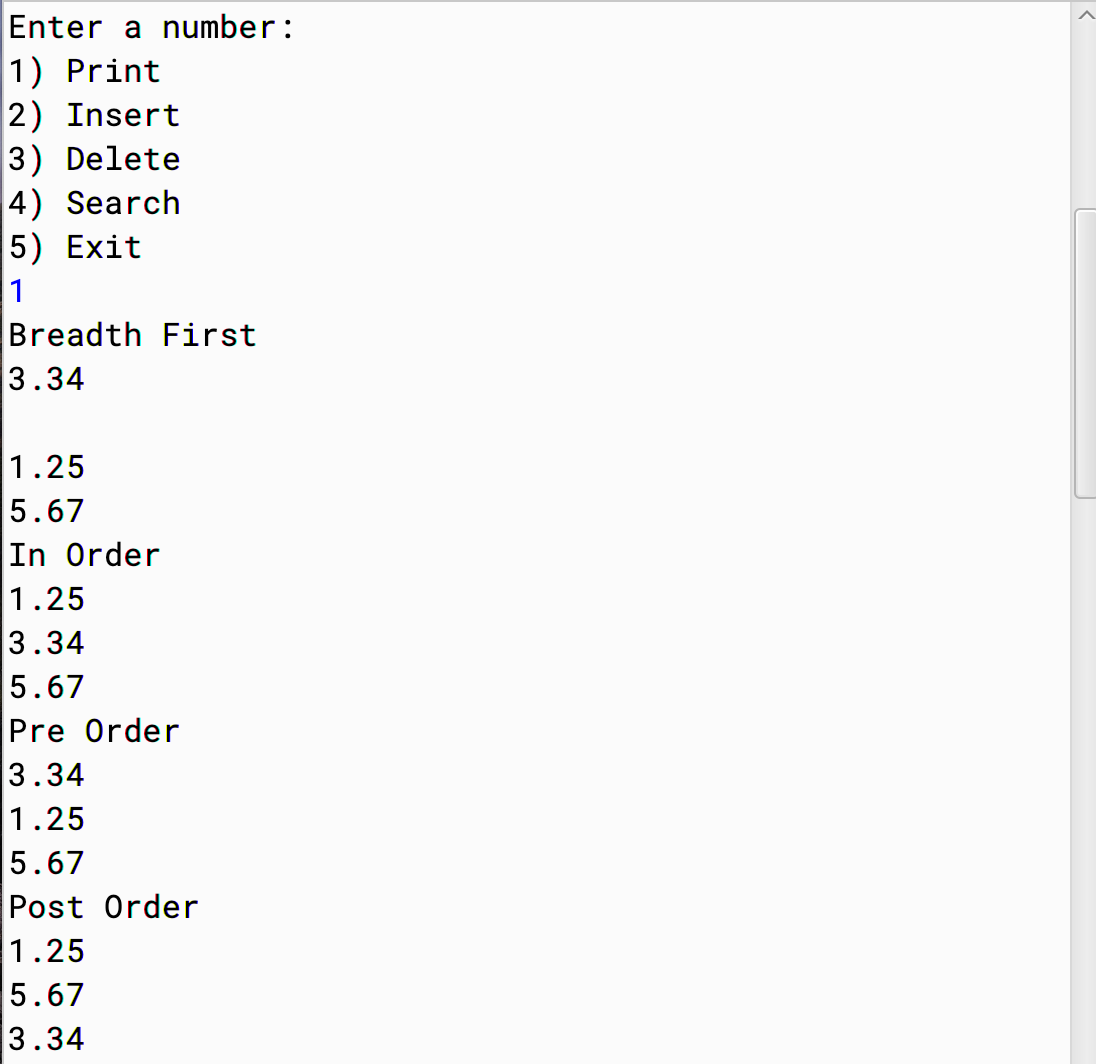 Enter a number:
1) Print
2) Insert
3) Delete
4) Search
5) Exit
1
Breadth First
3.34

1.25
5.67
In Order
1.25
3.34
5.67
Pre Order
3.34
1.25
5.67
Post Order
1.25
5.67
3.34